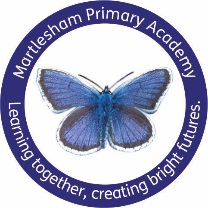 Martlesham Primary Academy
Learning together, creating bright futures.